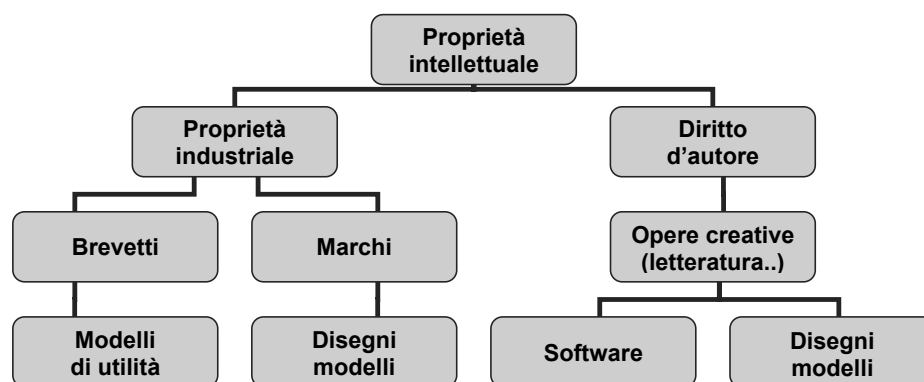 Proprietà
intellettuale
Proprietà
industriale
Diritto
d'autore
Brevetti
Marchi
Opere creative
(letteratura..)
Modelli
di utilità
Disegni
modelli
Software
Disegni
modelli